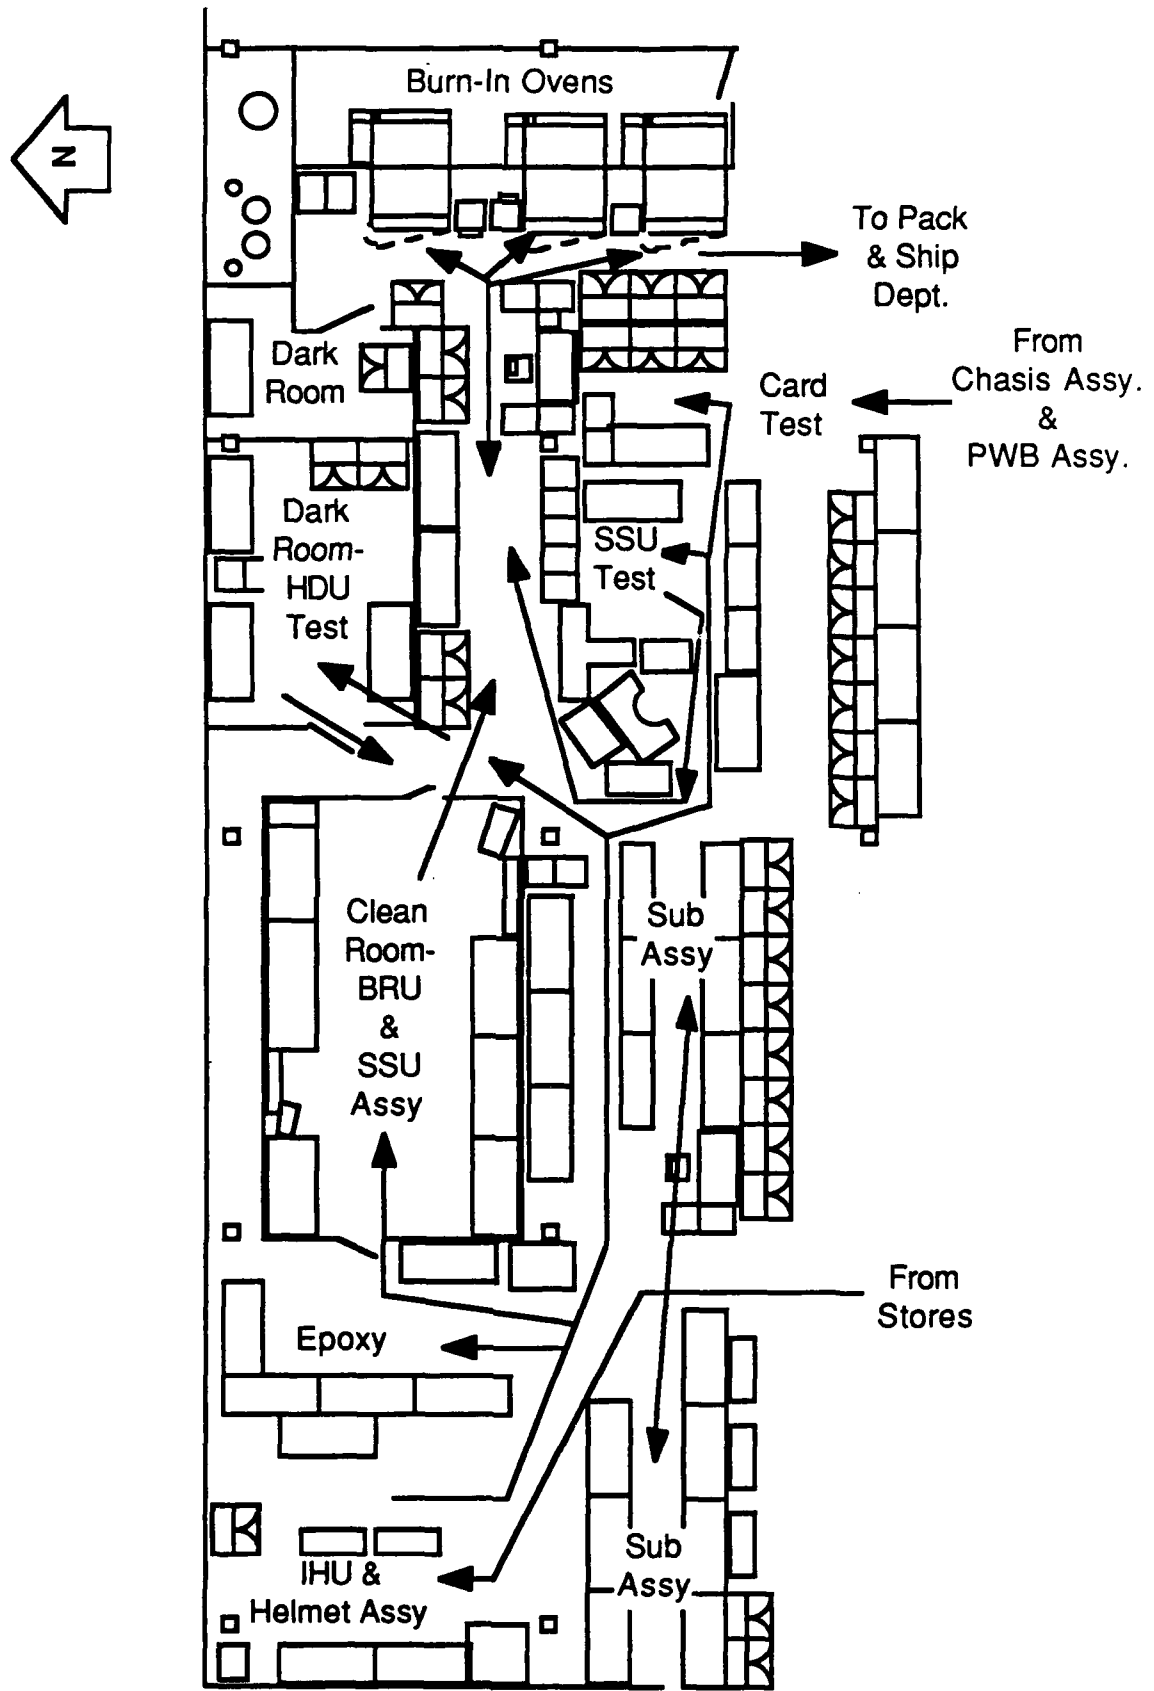 Burn-In Ovens
N
To Pack
& Ship
Dept.
Dark
Room
From
Chasis Assy.
&
PWB Assy.
Card
Test
Dark
Room-
HDU
Test
SSU
Test
Clean
Room-
BRU
&
SSU
Assy
Sub
Assy
From
Stores
Epoxy
IHU &
Helmet Assy
Sub
Assy